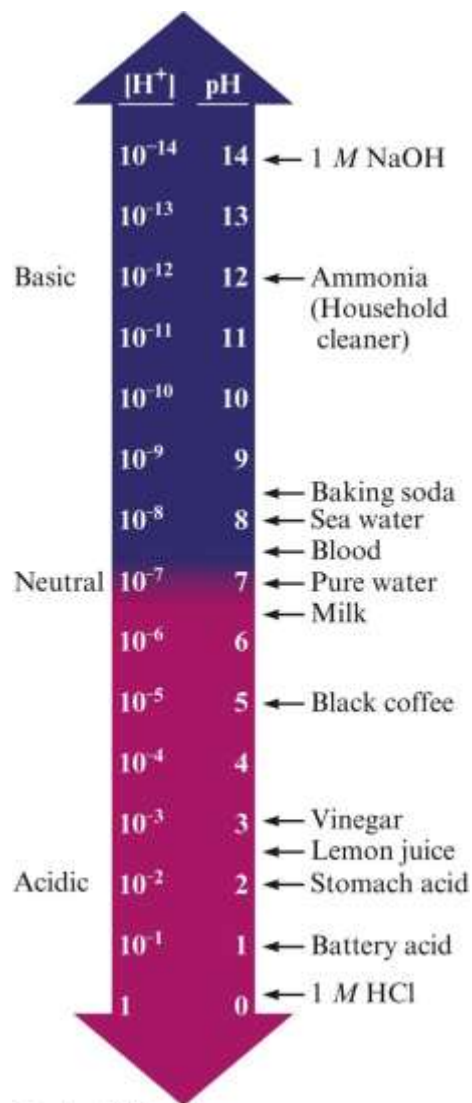 [H⁺] pH
10⁻¹⁴ 14 1 M NaOH
10⁻¹³ 13
Basic 10⁻¹² 12 Ammonia
(Household
cleaner)
10⁻¹¹ 11
10⁻¹⁰ 10
10⁻⁹ 9
Baking soda
10⁻⁸ 8 Sea water
Blood
Neutral 10⁻⁷ 7 Pure water
Milk
10⁻⁶ 6
10⁻⁵ 5 Black coffee
10⁻⁴ 4
10⁻³ 3 Vinegar
Lemon juice
Acidic 10⁻² 2 Stomach acid
10⁻¹ 1 Battery acid
1 0 1 M HCl